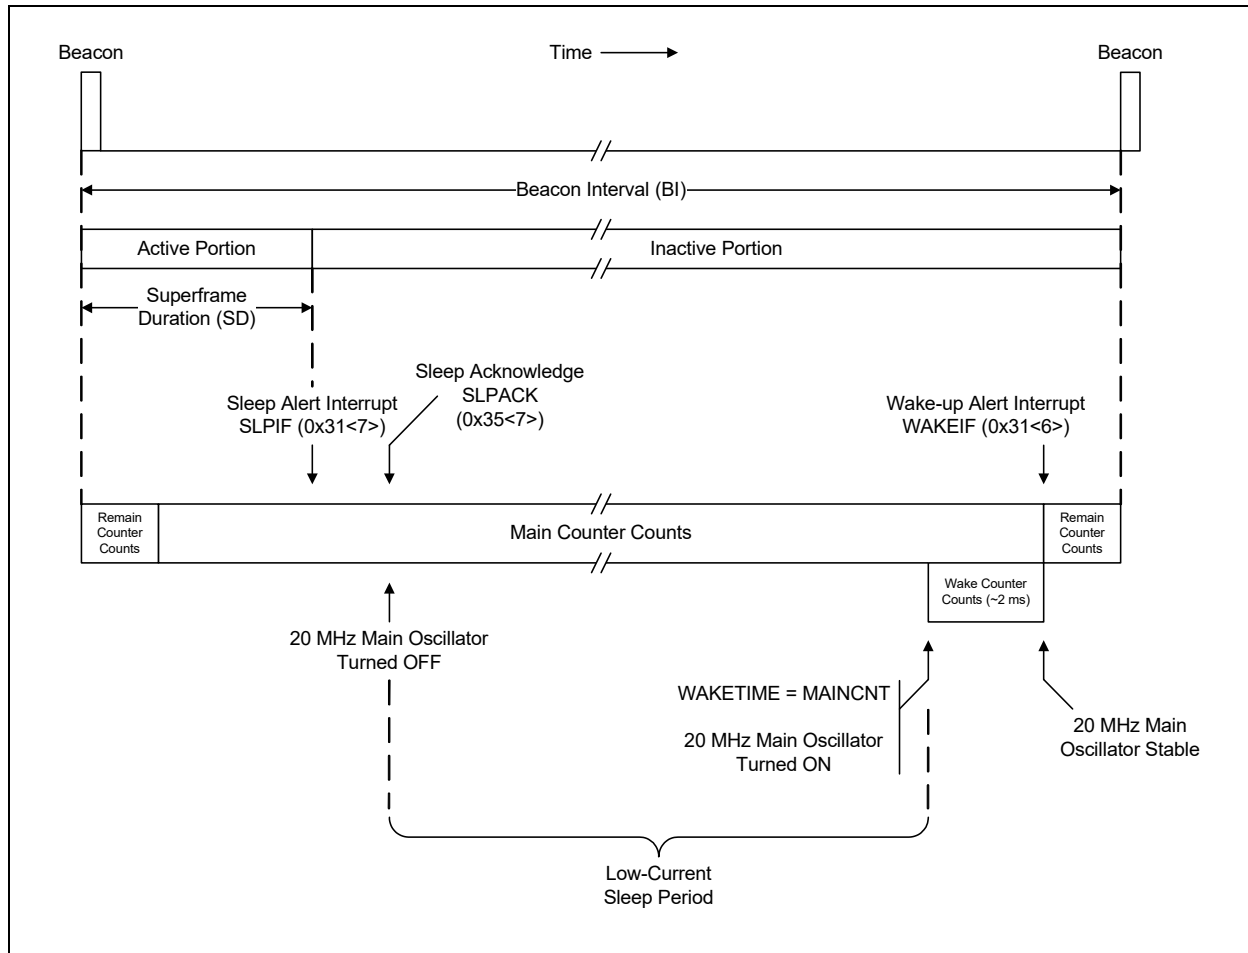 Beacon
Time
Beacon
Beacon Interval (BI)
Active Portion
Inactive Portion
Superframe
Duration (SD)
Sleep Acknowledge
SLPACK
(0x35<7>)
Sleep Alert Interrupt
SLPIF (0x31<7>)
Wake-up Alert Interrupt
WAKEIF (0x31<6>)
Remain
Counter
Counts
Main Counter Counts
Remain
Counter
Counts
Wake Counter
Counts (~2 ms)
20 MHz Main Oscillator
Turned OFF
WAKETIME = MAINCNT
20 MHz Main Oscillator
Turned ON
20 MHz Main
Oscillator Stable
Low-Current
Sleep Period